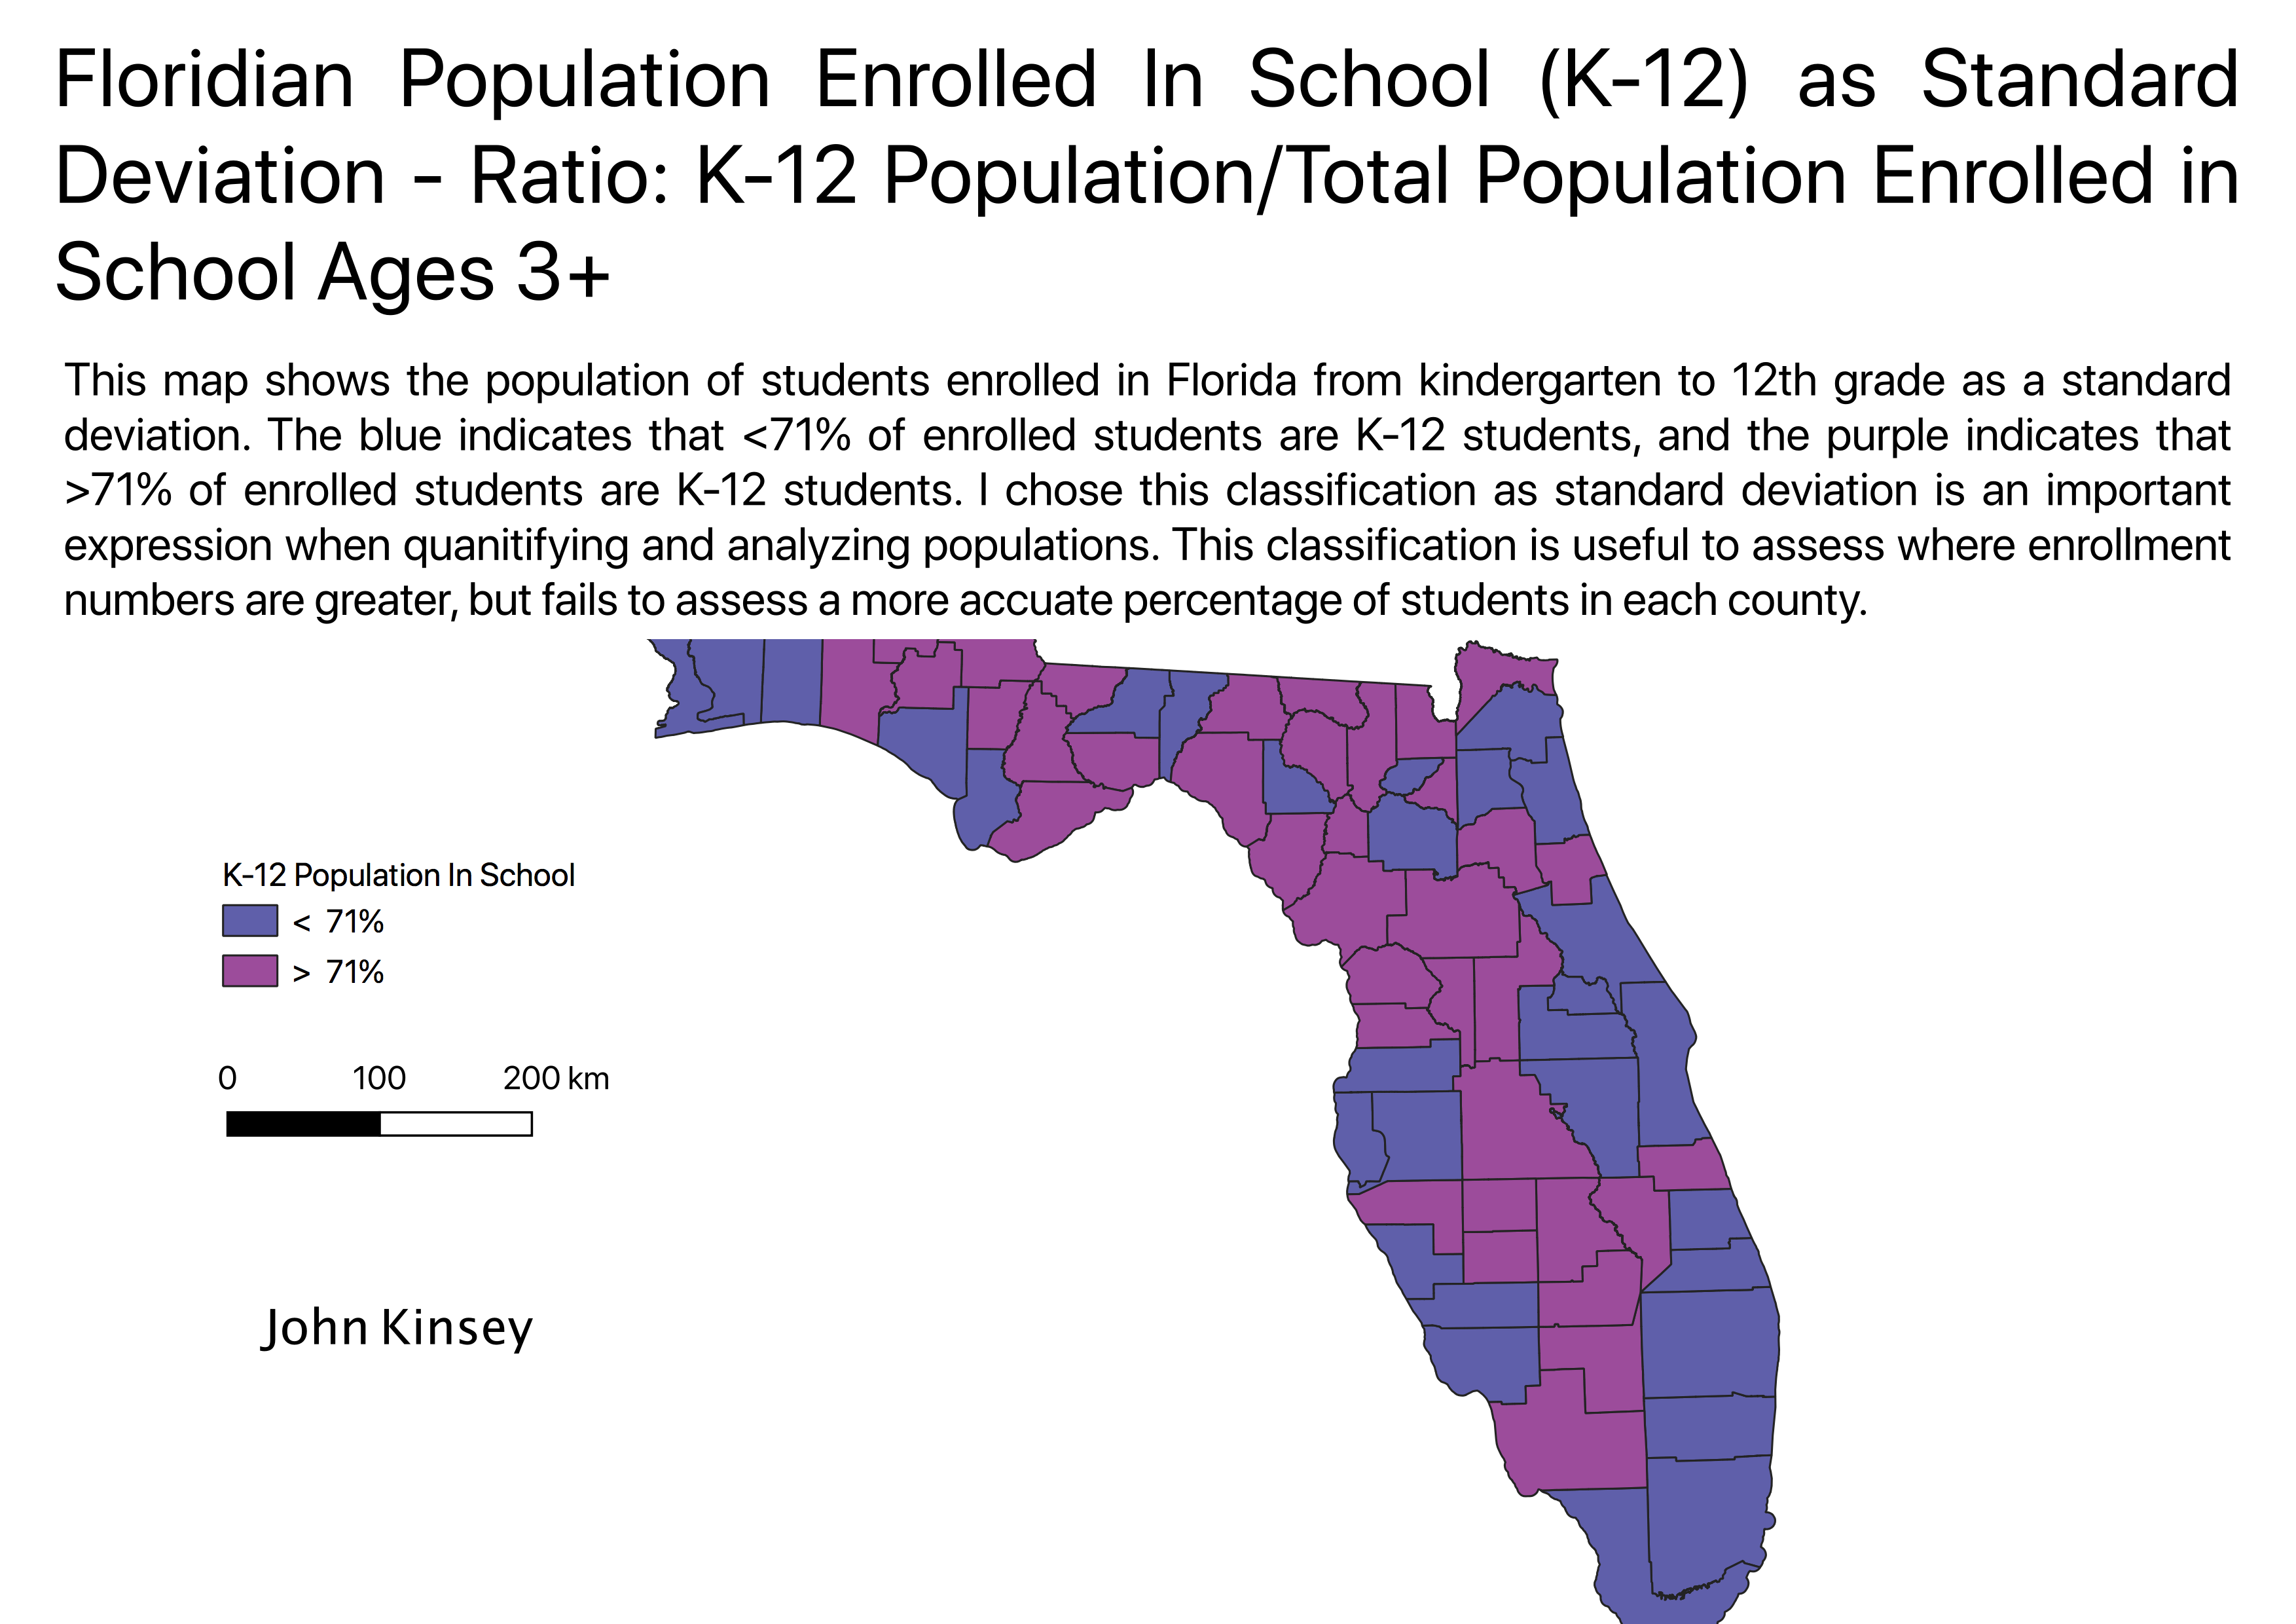 Floridian Population Enrolled In School (K-12) as Standard
Deviation - Ratio: K-12 Population/Total Population Enrolled in
School Ages 3+
This map shows the population of students enrolled in Florida from kindergarten to 12th grade as a standard
deviation. The blue indicates that <71% of enrolled students are K-12 students, and the purple indicates that
>71% of enrolled students are K-12 students. I chose this classification as standard deviation is an important
expression when quanitifying and analyzing populations. This classification is useful to assess where enrollment
numbers are greater, but fails to assess a more accuate percentage of students in each county.
K-12 Population In School
< 71%
> 71%
0 100 200 km
John Kinsey